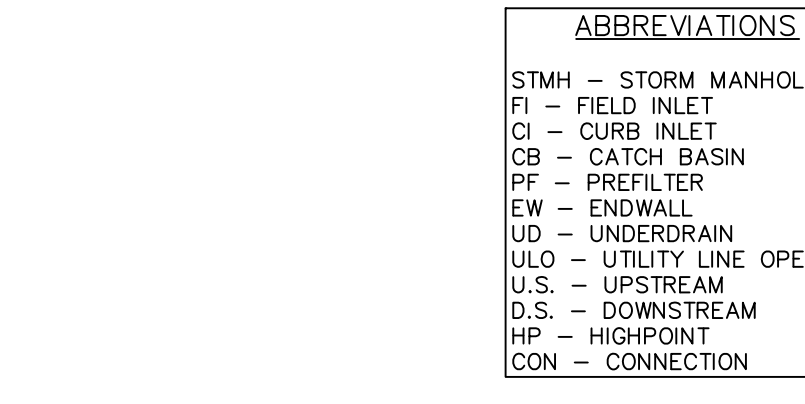 ABBREVIATIONS
STMH – STORM MANHOL
FI – FIELD INLET
CI – CURB INLET
CB – CATCH BASIN
PF – PREFILTER
EW – ENDWALL
UD – UNDERDRAIN
ULO – UTILITY LINE OPE
U.S. – UPSTREAM
D.S. – DOWNSTREAM
HP – HIGHPOINT
CON – CONNECTION